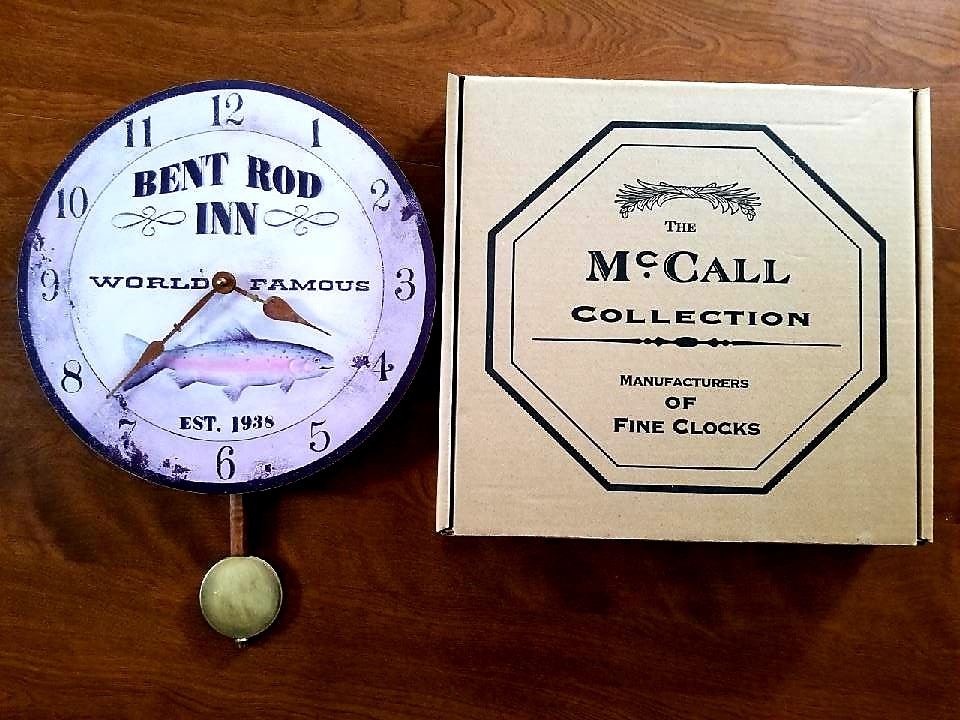 12
11
1
10
2
BENT ROD
INN
9
WORLD FAMOUS
3
8
4
EST. 1938
7
5
6
THE
McCALL
COLLECTION
MANUFACTURERS
OF
FINE CLOCKS